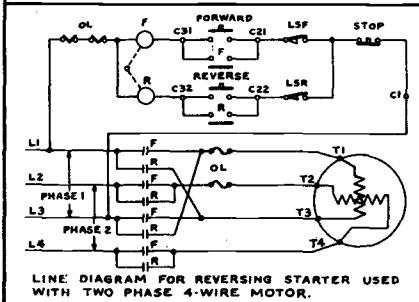 FORWARD
OL F C31 C21 LSF STOP
F
REVERSE
R C32 C22 LSR C1
R
L1 F T1
R
L2 F OL T2
PHASE 1 R
L3 F T3
PHASE 2 R
L4 F T4
R
LINE DIAGRAM FOR REVERSING STARTER USED
WITH TWO PHASE 4-WIRE MOTOR.